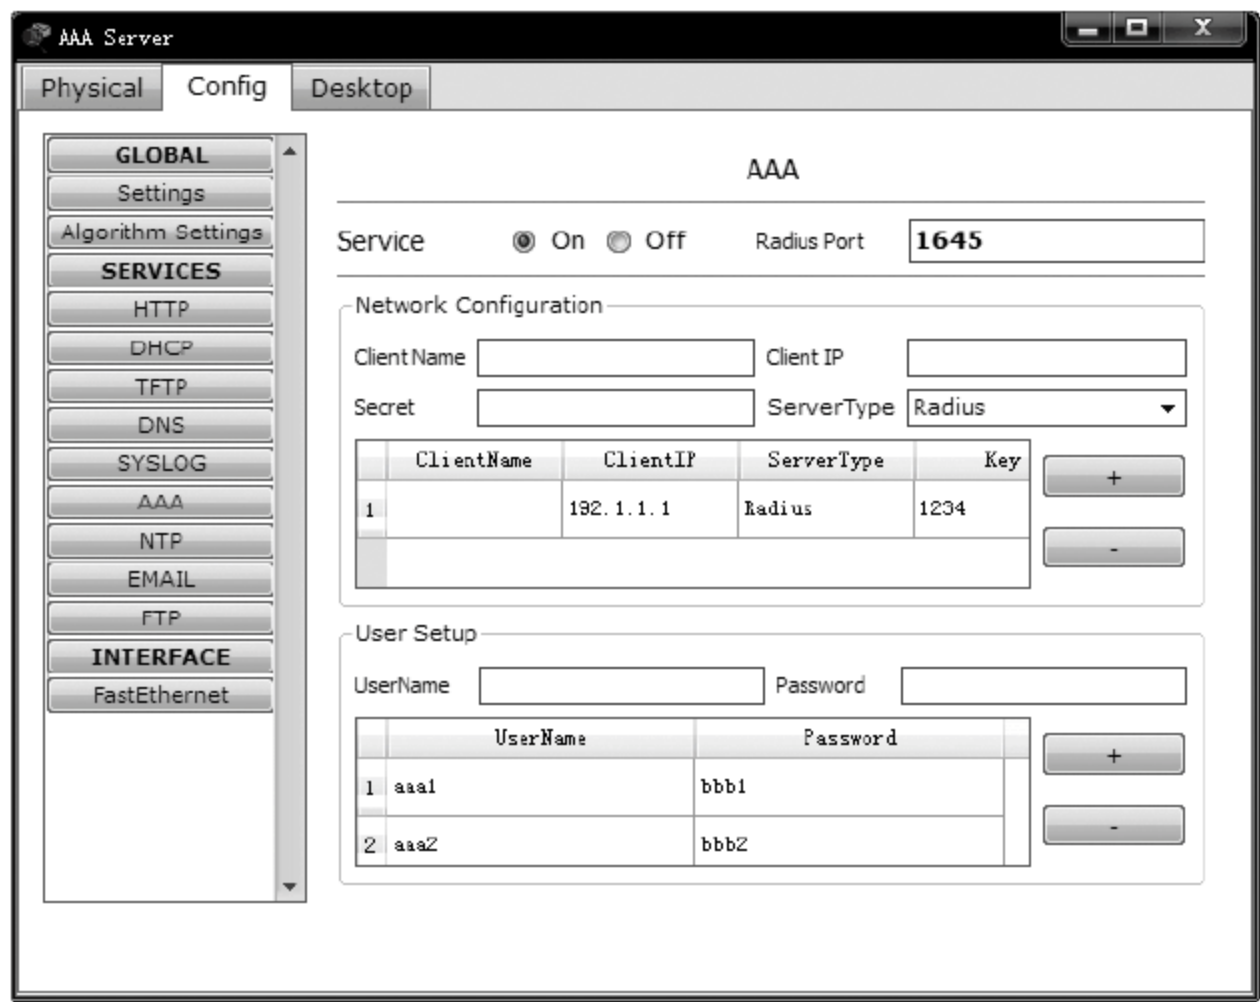 AAA Server
X
Physical Config Desktop
GLOBAL
Settings
Algorithm Settings
SERVICES
HTTP
DHCP
TFTP
DNS
SYSLOG
AAA
NTP
EMAIL
FTP
INTERFACE
FastEthernet
AAA
Service On Off Radius Port 1645
Network Configuration
Client Name Client IP
Secret ServerType Radius
ClientName ClientIP ServerType Key
1 192.1.1.1 Radius 1234
+
-
User Setup
UserName Password
UserName Password
1 aaa1 bbb1
2 aaa2 bbb2
+
-